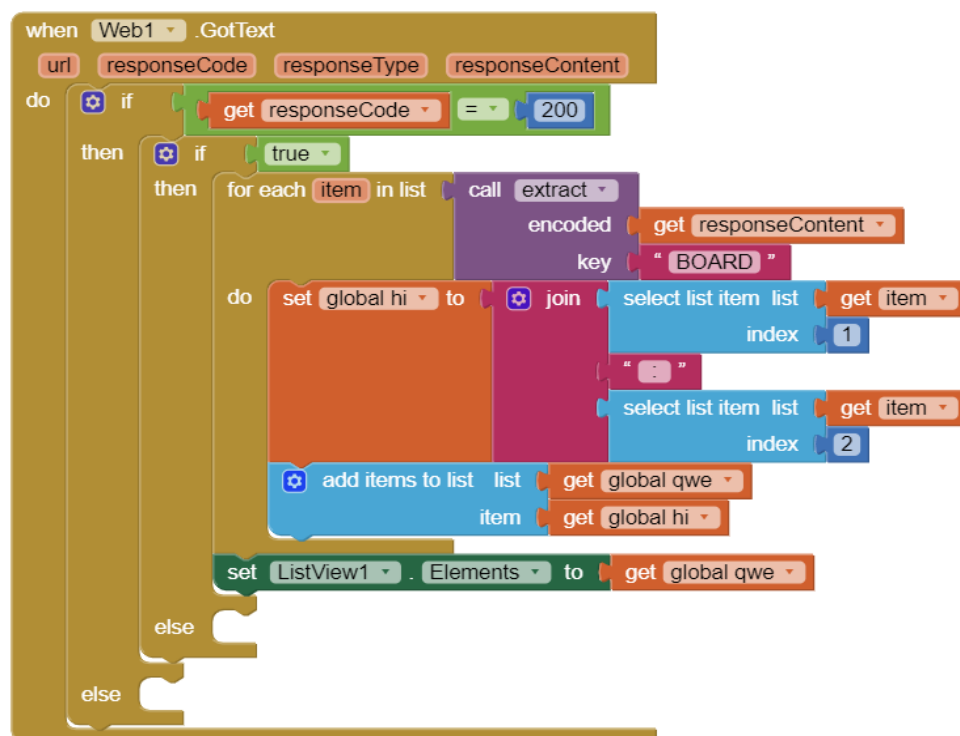 when Web1 .GotText
url responseCode responseType responseContent
do if get responseCode = 200
then if true
then for each item in list call extract
encoded get responseContent
key " BOARD "
do set global hi to join select list item list get item
index 1
" : "
select list item list get item
index 2
add items to list list get global qwe
item get global hi
set ListView1 . Elements to get global qwe
else
else